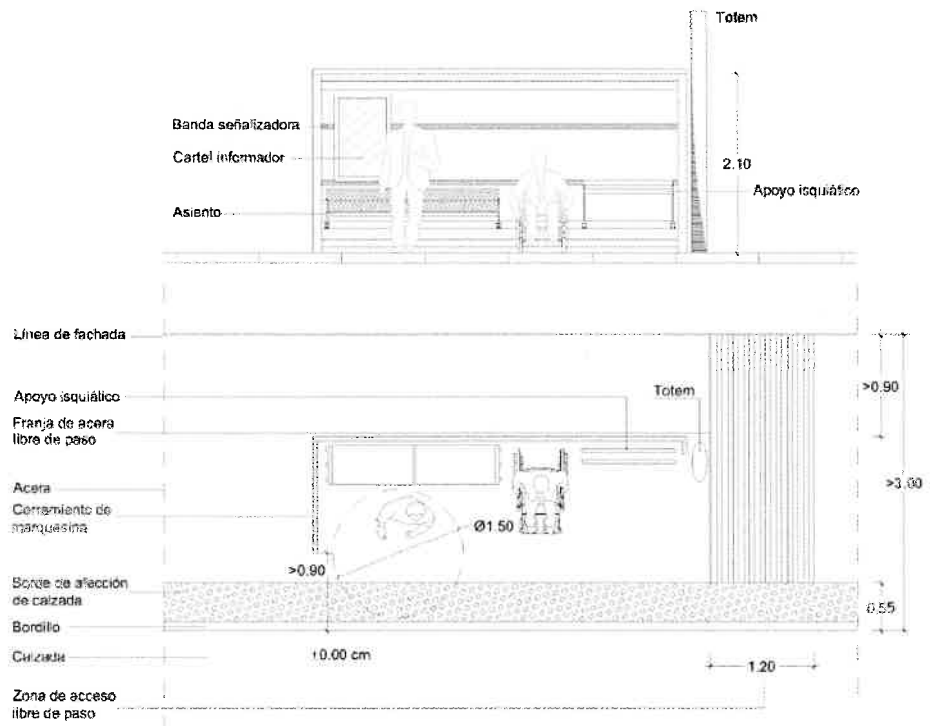 Totem
Banda señalizadora
Cartel informador
2.10
Apoyo isquiático
Asiento
Línea de fachada
Apoyo isquiático
Totem
>0.90
Franja de acera
libre de paso
Acera
>3.00
Cerramiento de
marquesina
Ø1.50
>0.90
Borde de afección
de calzada
0.55
Bordillo
Calzada
±0.00 cm
1.20
Zona de acceso
libre de paso